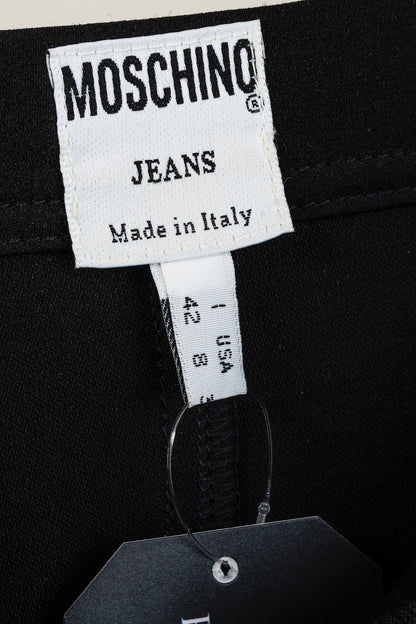 MOSCHINO®
JEANS
Made in Italy
I USA
42 8